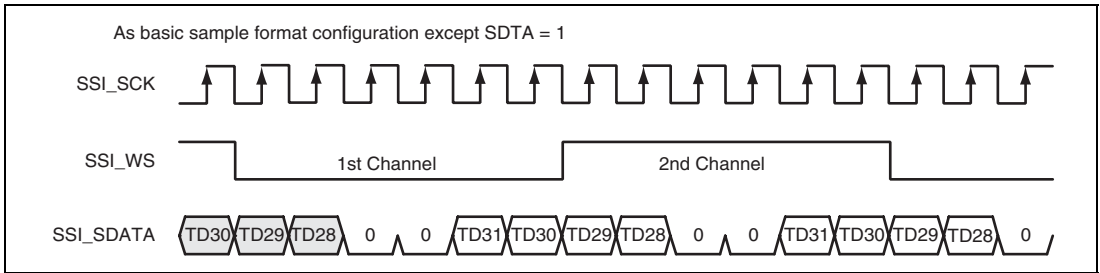 As basic sample format configuration except SDTA = 1
SSI_SCK
SSI_WS 1st Channel 2nd Channel
SSI_SDATA TD30 TD29 TD28 0 0 TD31 TD30 TD29 TD28 0 0 TD31 TD30 TD29 TD28 0